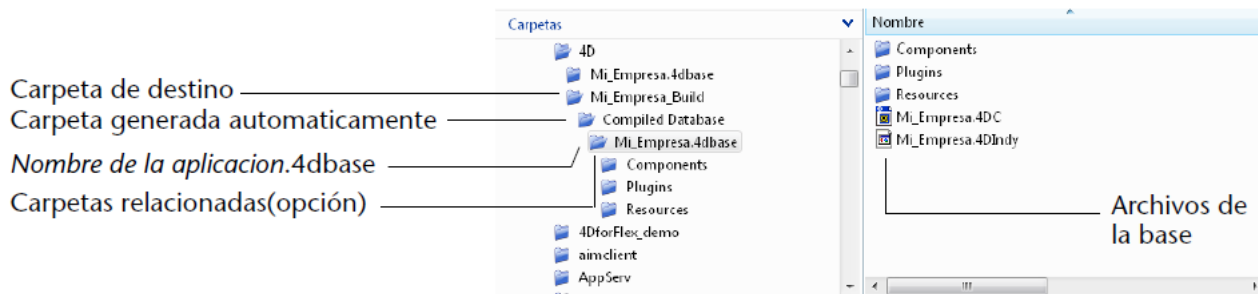 Carpetas
4D
Mi_Empresa.4dbase
Mi_Empresa_Build
Compiled Database
Mi_Empresa.4dbase
Components
Plugins
Resources
4DforFlex_demo
aimclient
AppServ
Nombre
Components
Plugins
Resources
Mi_Empresa.4DC
Mi_Empresa.4DIndy
Carpeta de destino
Carpeta generada automaticamente
Nombre de la aplicacion.4dbase
Carpetas relacionadas(opción)
Archivos de
la base